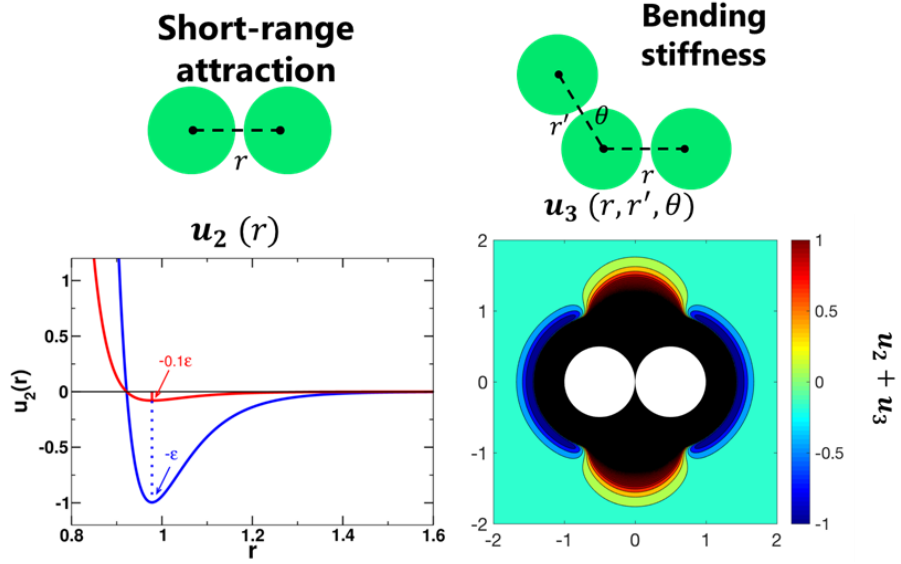 Short-range
attraction
r
u₂ (r)
Bending
stiffness
r′
θ
r
u₃ (r, r′, θ)
u₂(r)
1
0.5
0
-0.5
-1
-0.1ε
-ε
0.8
1
1.2
1.4
1.6
r
2
1
0
-1
-2
-2
-1
0
1
2
1
0.5
0
-0.5
-1
u₂ + u₃